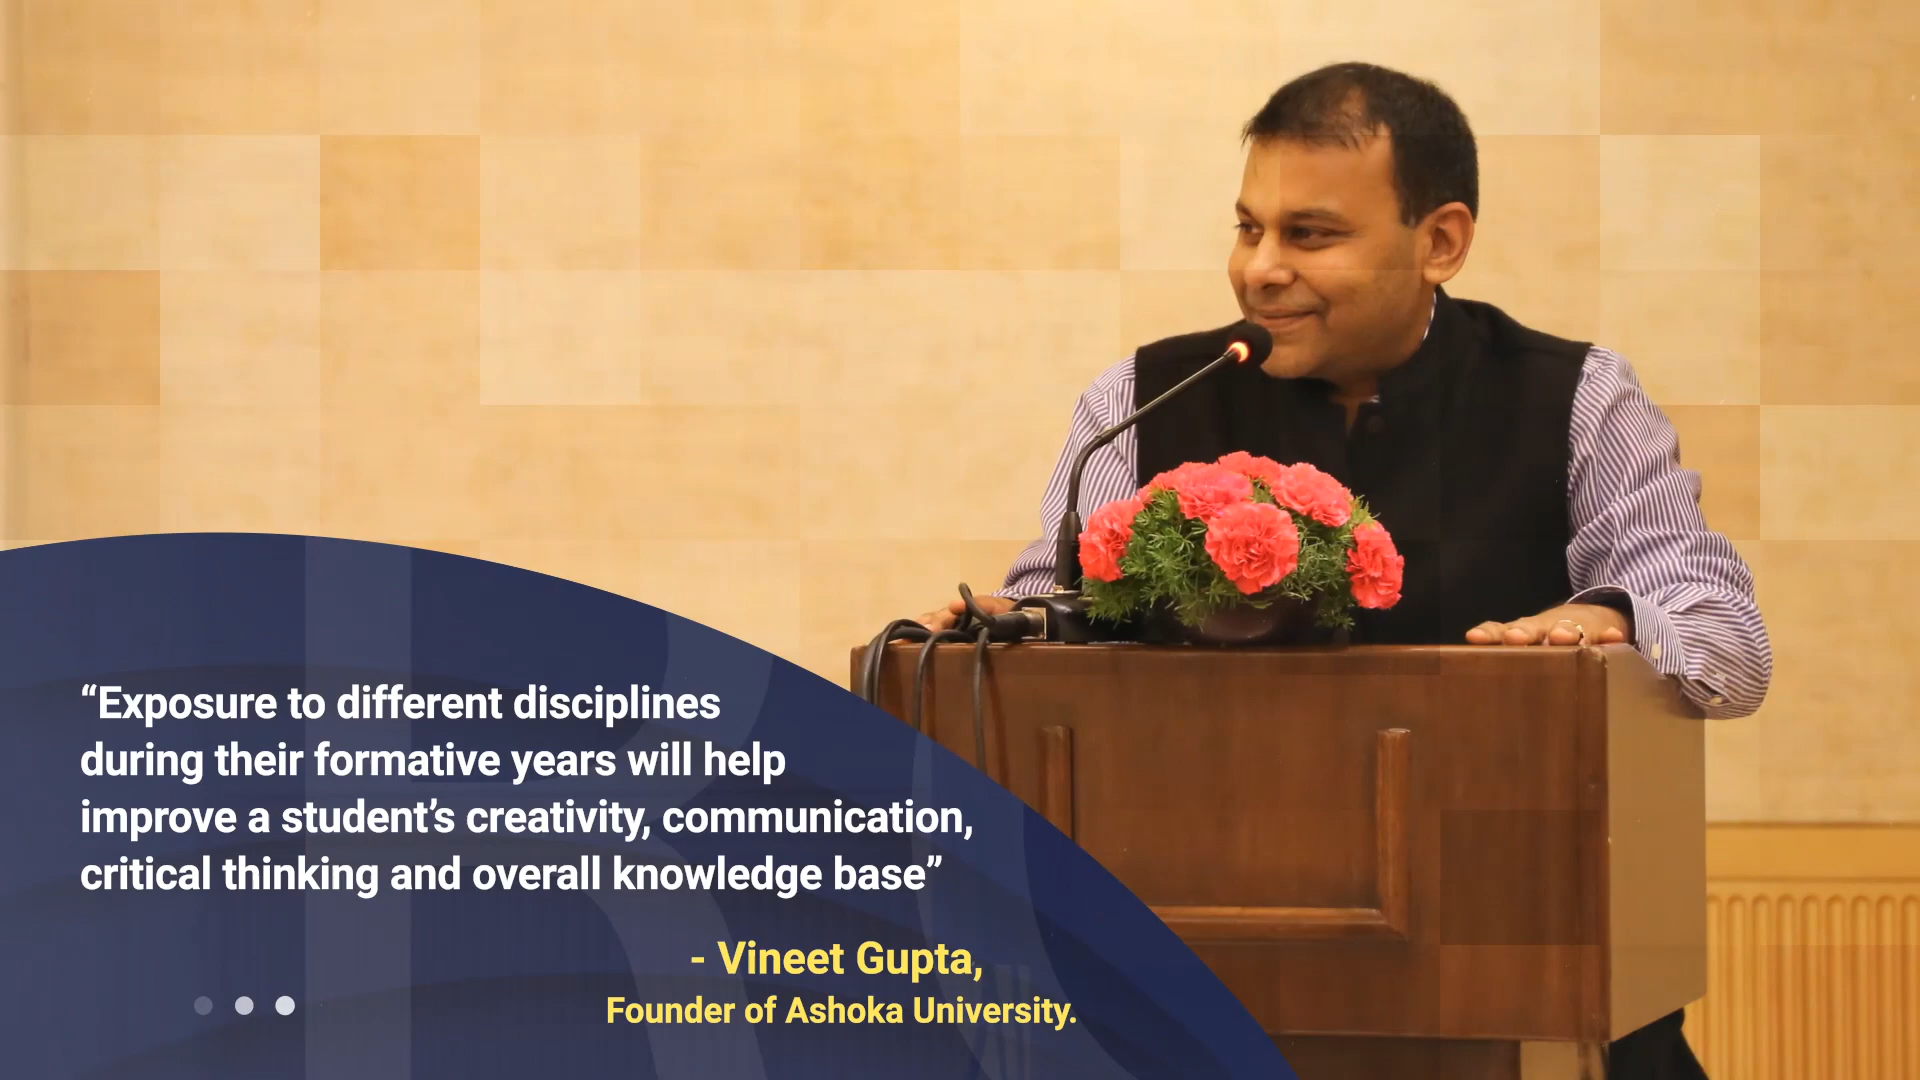 “Exposure to different disciplines
during their formative years will help
improve a student’s creativity, communication,
critical thinking and overall knowledge base”
- Vineet Gupta,
Founder of Ashoka University.